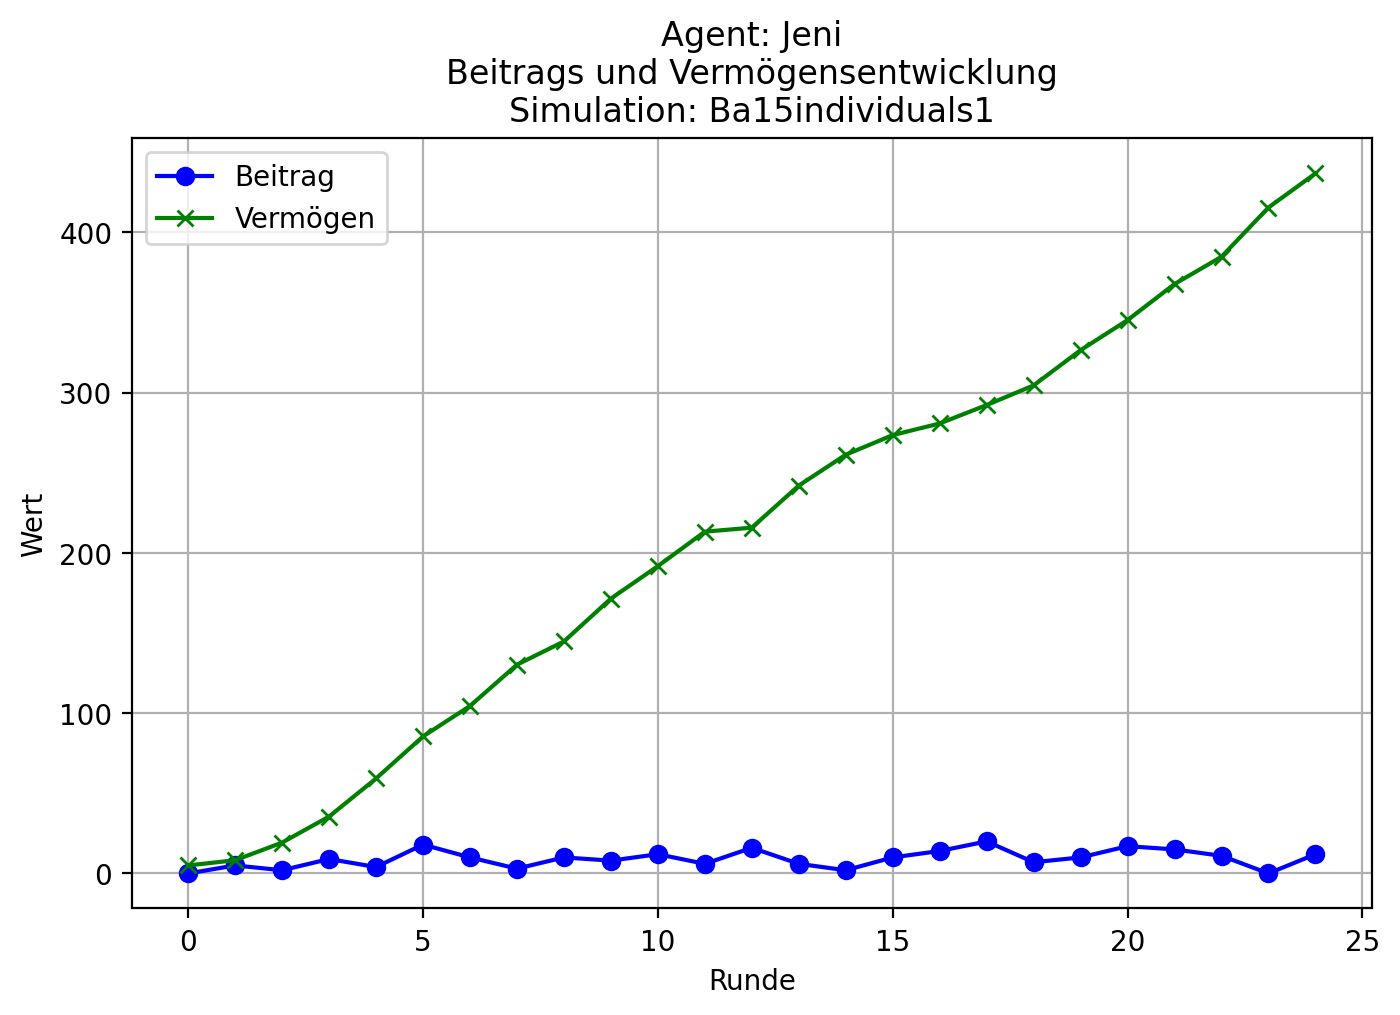 Agent: Jeni
Beitrags und Vermögensentwicklung
Simulation: Ba15individuals1
Beitrag
Vermögen
400
300
200
100
0
Wert
0 5 10 15 20 25
Runde